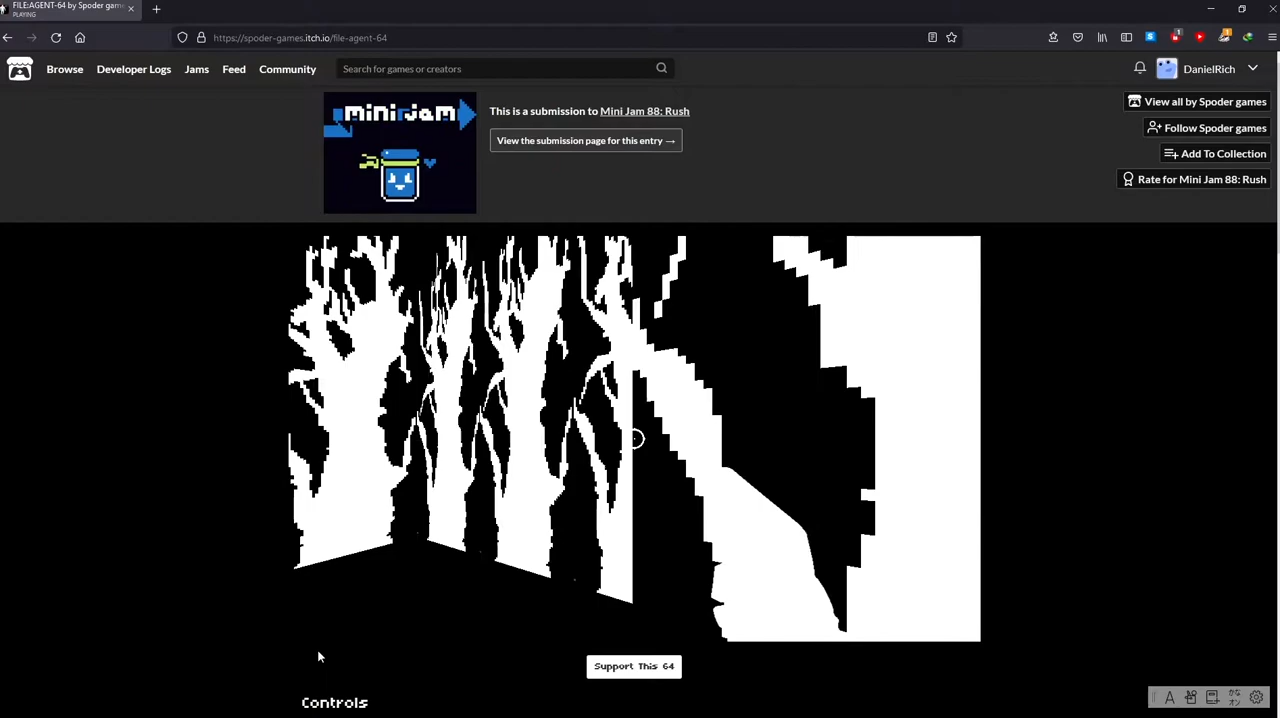 FILE:AGENT-64 by Spoder gam
PLAYING
https://spoder-games.itch.io/file-agent-64
Browse
Developer Logs
Jams
Feed
Community
Search for games or creators
DanielRich
minijam
This is a submission to Mini Jam 88: Rush
View the submission page for this entry →
View all by Spoder games
Follow Spoder games
Add To Collection
Rate for Mini Jam 88: Rush
Support This 64
Controls